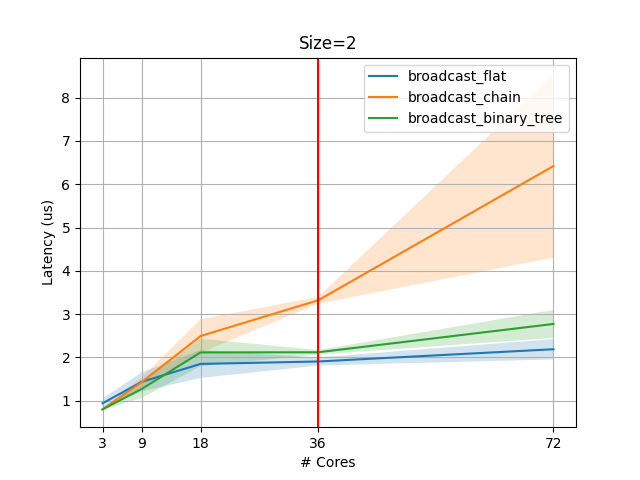 Size=2
broadcast_flat
broadcast_chain
broadcast_binary_tree
Latency (us)
8
7
6
5
4
3
2
1
3 9 18 36 72
# Cores